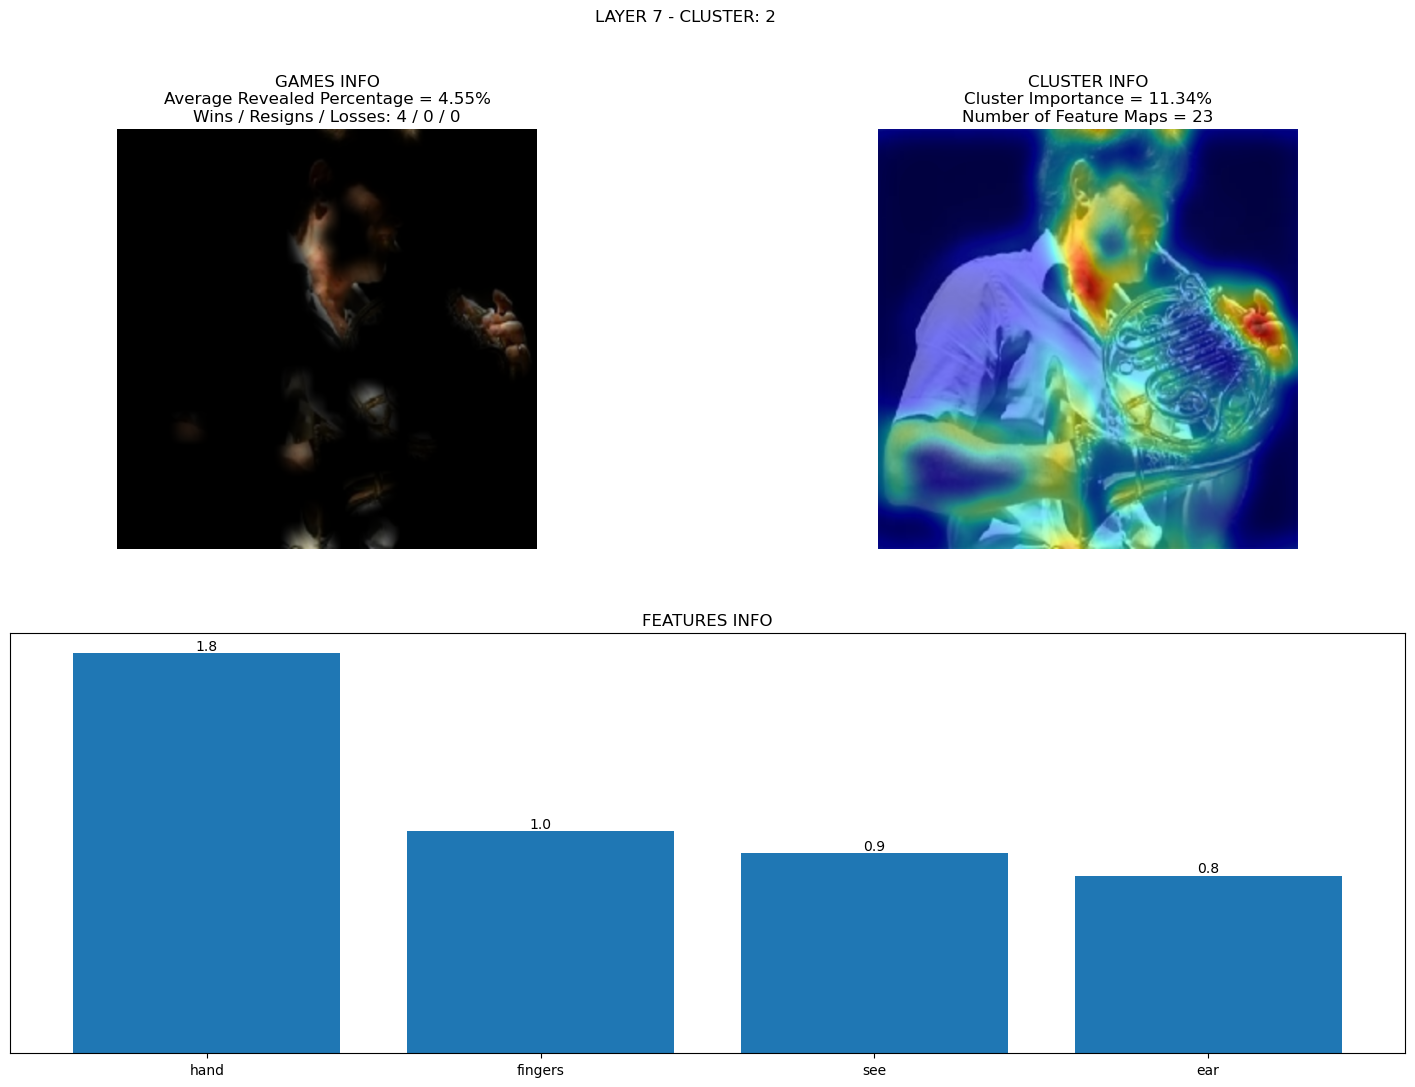 LAYER 7 - CLUSTER: 2
GAMES INFO
Average Revealed Percentage = 4.55%
Wins / Resigns / Losses: 4 / 0 / 0
CLUSTER INFO
Cluster Importance = 11.34%
Number of Feature Maps = 23
FEATURES INFO
1.8
1.0
0.9
0.8
hand
fingers
see
ear